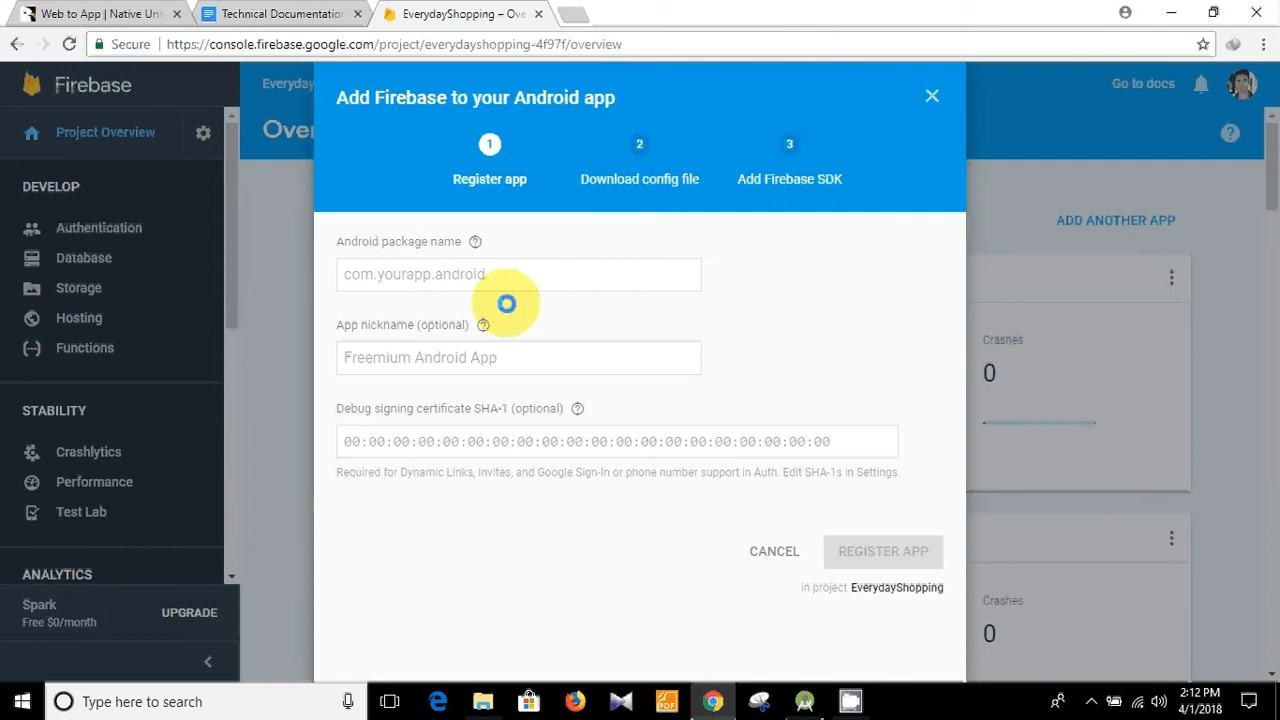 Web to App | Native Uni
Technical Documentation
EverydayShopping – Ove
Secure
https://console.firebase.google.com/project/everydayshopping-4f97f/overview
Firebase
Everyday
Go to docs
Project Overview
Over
DEVELOP
Authentication
Database
Storage
Hosting
Functions
STABILITY
Crashlytics
Performance
Test Lab
ANALYTICS
Spark
Free $0/month
UPGRADE
Add Firebase to your Android app
1
2
3
Register app
Download config file
Add Firebase SDK
Android package name
com.yourapp.android
App nickname (optional)
Freemium Android App
Debug signing certificate SHA-1 (optional)
00:00:00:00:00:00:00:00:00:00:00:00:00:00:00:00:00:00:00:00
Required for Dynamic Links, Invites, and Google Sign-In or phone number support in Auth. Edit SHA-1s in Settings.
CANCEL
REGISTER APP
in project EverydayShopping
ADD ANOTHER APP
Crashes
0
Crashes
0
Type here to search
PDF
2:12 PM
4/1/2018